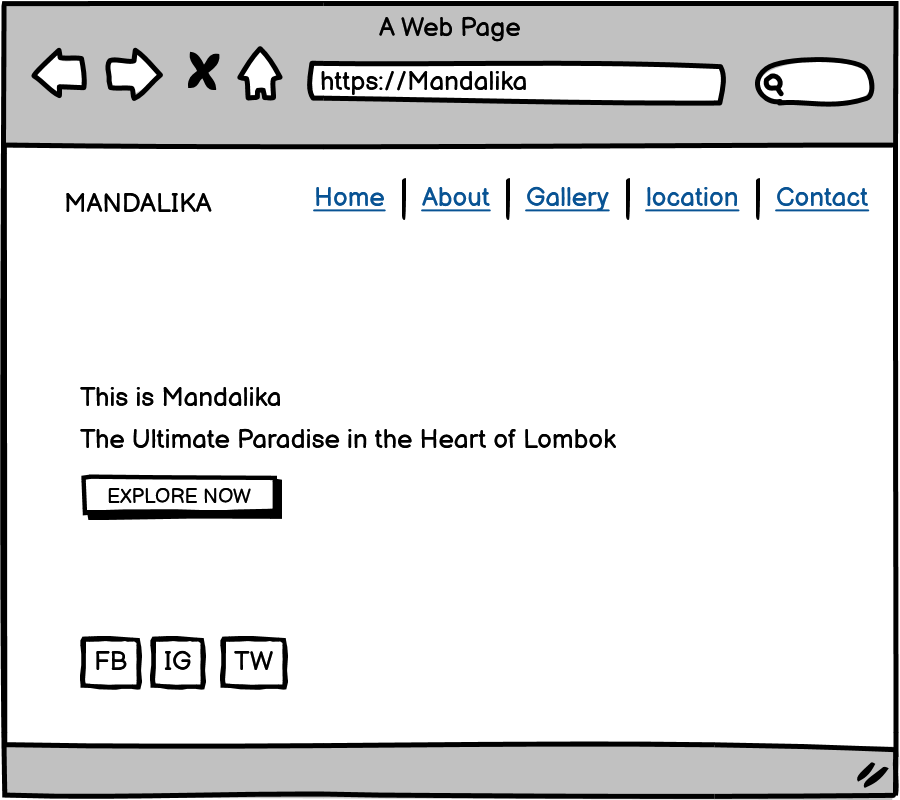 A Web Page
https://Mandalika
MANDALIKA
Home | About | Gallery | location | Contact
This is Mandalika
The Ultimate Paradise in the Heart of Lombok
EXPLORE NOW
FB IG TW